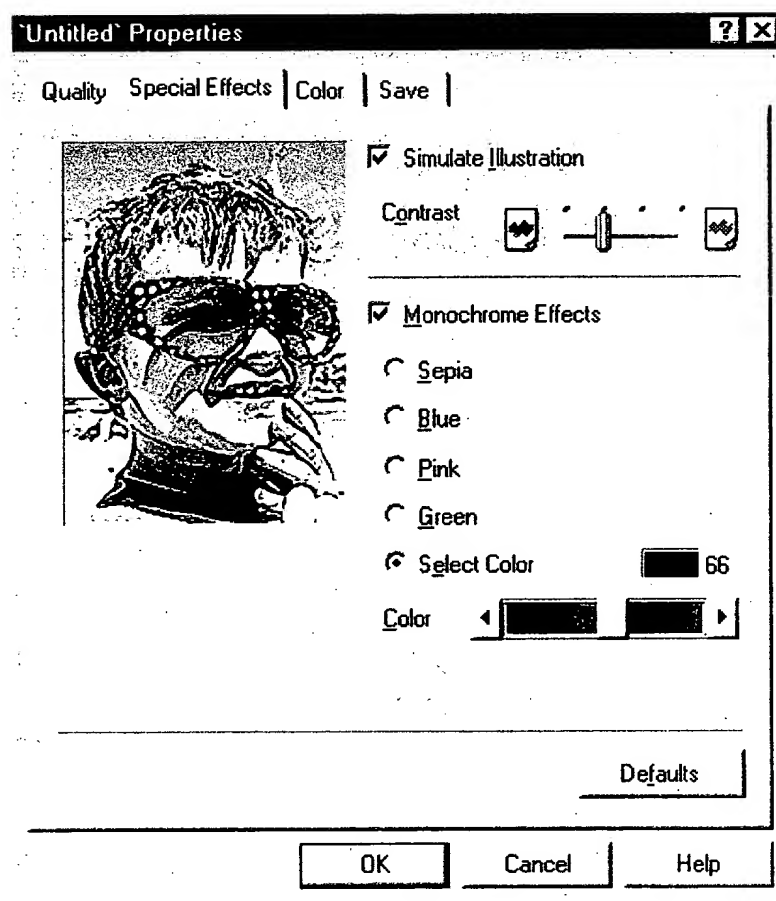 `Untitled` Properties
Quality Special Effects Color Save
Simulate Illustration
Contrast
Monochrome Effects
Sepia
Blue
Pink
Green
Select Color 66
Color
Defaults
OK Cancel Help